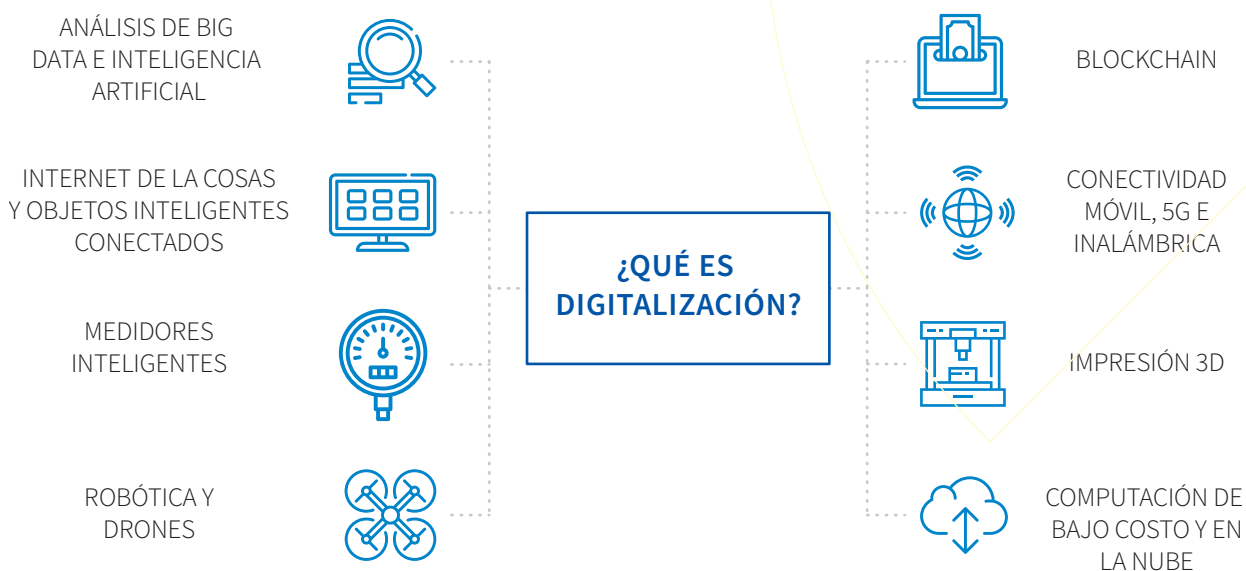 ANÁLISIS DE BIG
DATA E INTELIGENCIA
ARTIFICIAL
INTERNET DE LA COSAS
Y OBJETOS INTELIGENTES
CONECTADOS
MEDIDORES
INTELIGENTES
ROBÓTICA Y
DRONES
¿QUÉ ES
DIGITALIZACIÓN?
BLOCKCHAIN
CONECTIVIDAD
MÓVIL, 5G E
INALÁMBRICA
IMPRESIÓN 3D
COMPUTACIÓN DE
BAJO COSTO Y EN
LA NUBE